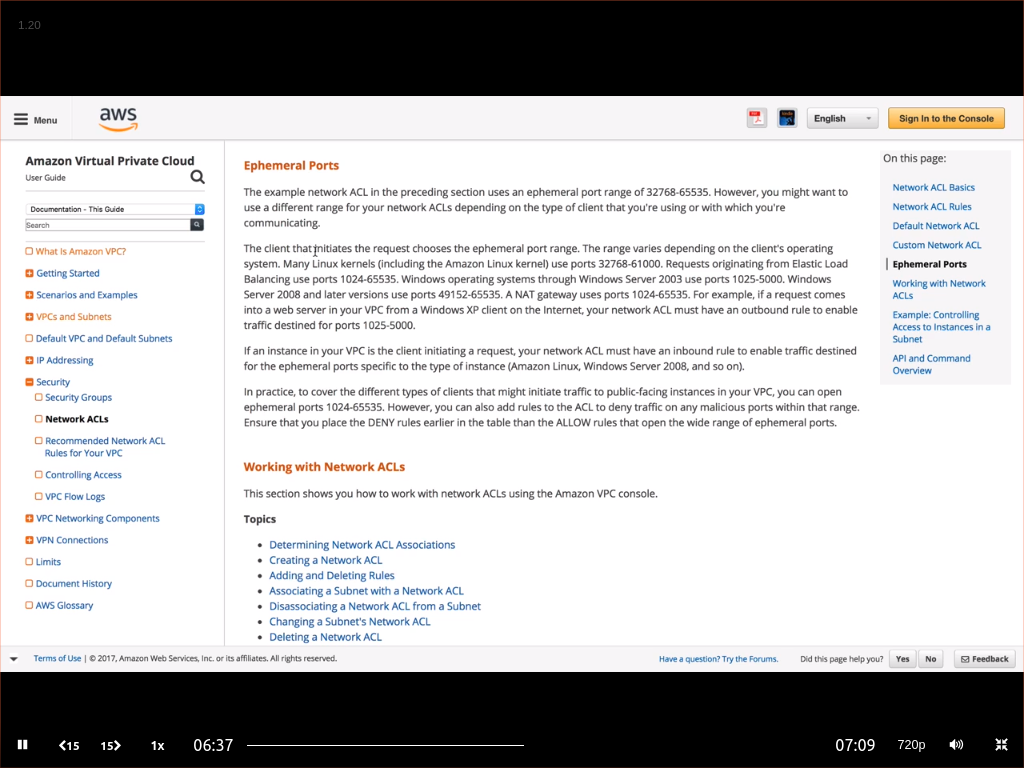 1.20
Menu
aws
English
Sign In to the Console
Amazon Virtual Private Cloud
User Guide
Documentation - This Guide
Search
What Is Amazon VPC?
Getting Started
Scenarios and Examples
VPCs and Subnets
Default VPC and Default Subnets
IP Addressing
Security
Security Groups
Network ACLs
Recommended Network ACL
Rules for Your VPC
Controlling Access
VPC Flow Logs
VPC Networking Components
VPN Connections
Limits
Document History
AWS Glossary
Ephemeral Ports
The example network ACL in the preceding section uses an ephemeral port range of 32768-65535. However, you might want to
use a different range for your network ACLs depending on the type of client that you're using or with which you're
communicating.
The client that initiates the request chooses the ephemeral port range. The range varies depending on the client's operating
system. Many Linux kernels (including the Amazon Linux kernel) use ports 32768-61000. Requests originating from Elastic Load
Balancing use ports 1024-65535. Windows operating systems through Windows Server 2003 use ports 1025-5000. Windows
Server 2008 and later versions use ports 49152-65535. A NAT gateway uses ports 1024-65535. For example, if a request comes
into a web server in your VPC from a Windows XP client on the Internet, your network ACL must have an outbound rule to enable
traffic destined for ports 1025-5000.
If an instance in your VPC is the client initiating a request, your network ACL must have an inbound rule to enable traffic destined
for the ephemeral ports specific to the type of instance (Amazon Linux, Windows Server 2008, and so on).
In practice, to cover the different types of clients that might initiate traffic to public-facing instances in your VPC, you can open
ephemeral ports 1024-65535. However, you can also add rules to the ACL to deny traffic on any malicious ports within that range.
Ensure that you place the DENY rules earlier in the table than the ALLOW rules that open the wide range of ephemeral ports.
Working with Network ACLs
This section shows you how to work with network ACLs using the Amazon VPC console.
Topics
Determining Network ACL Associations
Creating a Network ACL
Adding and Deleting Rules
Associating a Subnet with a Network ACL
Disassociating a Network ACL from a Subnet
Changing a Subnet's Network ACL
Deleting a Network ACL
On this page:
Network ACL Basics
Network ACL Rules
Default Network ACL
Custom Network ACL
Ephemeral Ports
Working with Network
ACLs
Example: Controlling
Access to Instances in a
Subnet
API and Command
Overview
Terms of Use | © 2017, Amazon Web Services, Inc. or its affiliates. All rights reserved.
Have a question? Try the Forums.
Did this page help you?
Yes
No
Feedback
15
15
1x
06:37
07:09
720p